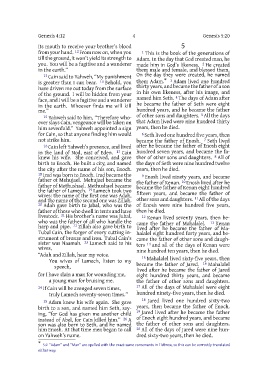 Genesis 4:12
4
Genesis 5:20
its mouth to receive your brother's blood
from your hand. 12 From now on, when you
till the ground, it won't yield its strength to
you. You will be a fugitive and a wanderer
in the earth."
13 Cain said to Yahweh, "My punishment
is greater than I can bear. 14 Behold, you
have driven me out today from the surface
of the ground. I will be hidden from your
face, and I will be a fugitive and a wanderer
in the earth. Whoever finds me will kill
me."
15 Yahweh said to him, "Therefore who-
ever slays Cain, vengeance will be taken on
him sevenfold." Yahweh appointed a sign
for Cain, so that anyone finding him would
not strike him.
16 Cain left Yahweh's presence, and lived
in the land of Nod, east of Eden. 17 Cain
knew his wife. She conceived, and gave
birth to Enoch. He built a city, and named
the city after the name of his son, Enoch.
18 Irad was born to Enoch. Irad became the
father of Mehujael. Mehujael became the
father of Methushael. Methushael became
the father of Lamech. 19 Lamech took two
wives: the name of the first one was Adah,
and the name of the second one was Zillah.
20 Adah gave birth to Jabal, who was the
father of those who dwell in tents and have
livestock. 21 His brother's name was Jubal,
who was the father of all who handle the
harp and pipe. 22 Zillah also gave birth to
Tubal Cain, the forger of every cutting in-
strument of bronze and iron. Tubal Cain's
sister was Naamah. 23 Lamech said to his
wives,
"Adah and Zillah, hear my voice.
You wives of Lamech, listen to my
speech,
for I have slain a man for wounding me,
a young man for bruising me.
24 If Cain will be avenged seven times,
truly Lamech seventy-seven times."
25 Adam knew his wife again. She gave
birth to a son, and named him Seth, say-
ing, "for God has given me another child
instead of Abel, for Cain killed him." 26 A
son was also born to Seth, and he named
him Enosh. At that time men began to call
on Yahweh's name.
5
1 This is the book of the generations of
Adam. In the day that God created man, he
made him in God's likeness. 2 He created
them male and female, and blessed them.
On the day they were created, he named
them Adam.* 3 Adam lived one hundred
thirty years, and became the father of a son
in his own likeness, after his image, and
named him Seth. 4 The days of Adam after
he became the father of Seth were eight
hundred years, and he became the father
of other sons and daughters. 5 All the days
that Adam lived were nine hundred thirty
years, then he died.
6 Seth lived one hundred five years, then
became the father of Enosh. 7 Seth lived
after he became the father of Enosh eight
hundred seven years, and became the fa-
ther of other sons and daughters. 8 All of
the days of Seth were nine hundred twelve
years, then he died.
9 Enosh lived ninety years, and became
the father of Kenan. 10 Enosh lived after he
became the father of Kenan eight hundred
fifteen years, and became the father of
other sons and daughters. 11 All of the days
of Enosh were nine hundred five years,
then he died.
12 Kenan lived seventy years, then be-
came the father of Mahalalel. 13 Kenan
lived after he became the father of Ma-
halalel eight hundred forty years, and be-
came the father of other sons and daugh-
ters 14 and all of the days of Kenan were
nine hundred ten years, then he died.
15 Mahalalel lived sixty-five years, then
became the father of Jared. 16 Mahalalel
lived after he became the father of Jared
eight hundred thirty years, and became
the father of other sons and daughters.
17 All of the days of Mahalalel were eight
hundred ninety-five years, then he died.
18 Jared lived one hundred sixty-two
years, then became the father of Enoch.
19 Jared lived after he became the father
of Enoch eight hundred years, and became
the father of other sons and daughters.
20 All of the days of Jared were nine hun-
dred sixty-two years, then he died.
* 5:2 "Adam" and "Man" are spelled with the exact same consonants in Hebrew, so this can be correctly translated
either way.